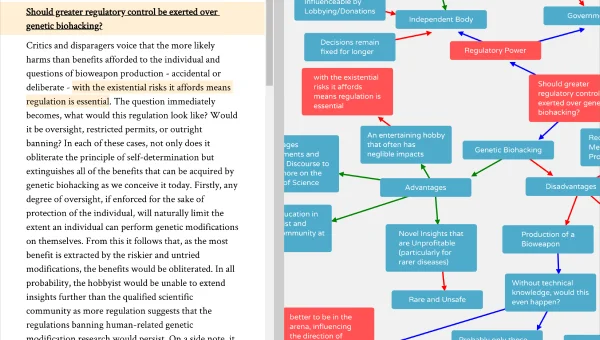 Should greater regulatory control be exerted over
genetic biohacking?
Critics and disparagers voice that the more likely
harms than benefits afforded to the individual and
questions of bioweapon production - accidental or
deliberate - with the existential risks it affords means
regulation is essential. The question immediately
becomes, what would this regulation look like? Would
it be oversight, restricted permits, or outright
banning? In each of these cases, not only does it
obliterate the principle of self-determination but
extinguishes all of the benefits that can be acquired by
genetic biohacking as we conceive it today. Firstly, any
degree of oversight, if enforced for the sake of
protection of the individual, will naturally limit the
extent an individual can perform genetic modifications
on themselves. From this it follows that, as the most
benefit is extracted by the riskier and untried
modifications, the benefits would be obliterated. In all
probability, the hobbyist would be unable to extend
insights further than the qualified scientific
community as more regulation suggests that the
regulations banning human-related genetic
modification research would persist. On a side note, it
Influenceable by
Lobbying/Donations
Independent Body
Governm
Decisions remain
fixed for longer
Regulatory Power
with the existential
risks it affords
means regulation is
essential
Should greater
regulatory control
exerted over gene
biohacking?
An entertaining hobby
that often has
neglible impacts
Genetic Biohacking
Me
Pro
ages
ments and
Discourse to
ore on the
of Science
Advantages
Disadvantages
ucation in
ist and
mmunity at
Novel Insights that
are Unprofitable
(particularly for
rarer diseases)
Production of a
Bioweapon
Without technical
knowledge, would this
even happen?
Rare and Unsafe
better to be in the
arena, influencing
the direction of
Probably only those